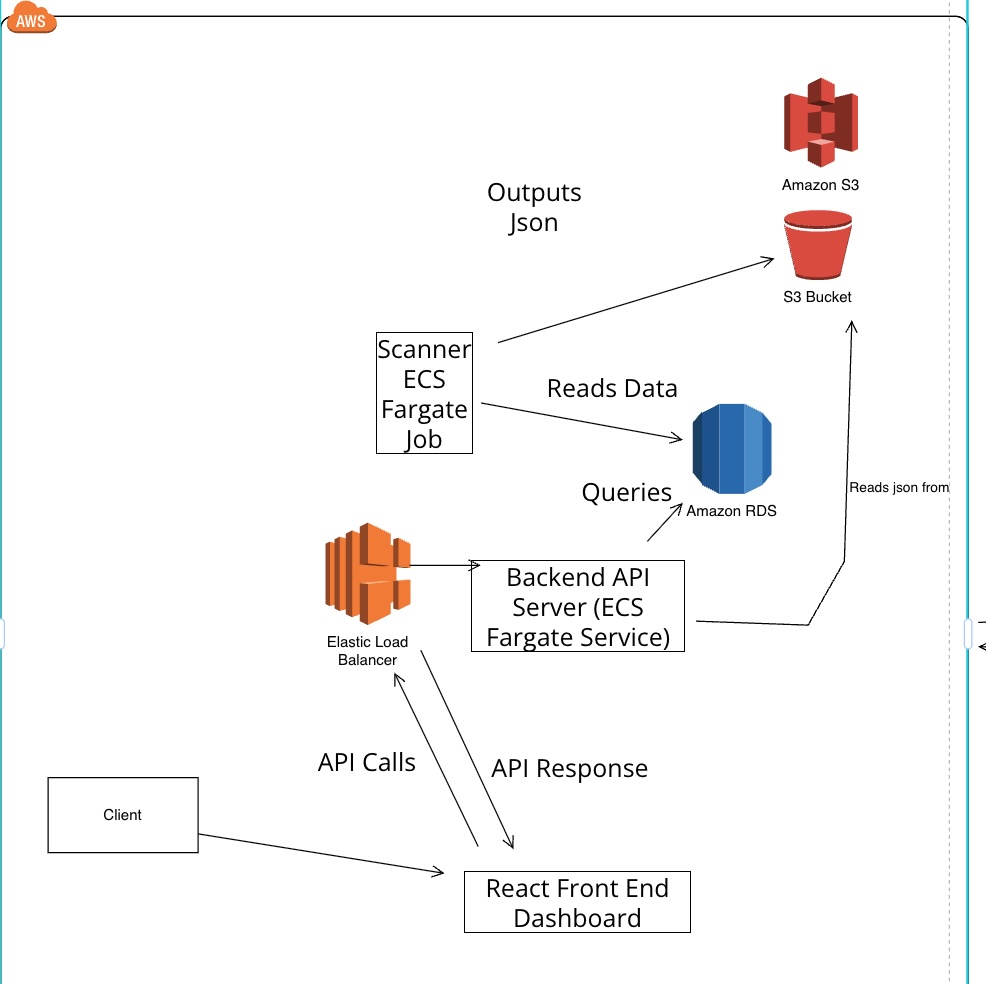 AWS
Amazon S3
Outputs
Json
S3 Bucket
Scanner
ECS
Fargate
Job
Reads Data
Queries
Amazon RDS
Reads json from
Backend API
Server (ECS
Fargate Service)
Elastic Load
Balancer
API Calls
API Response
Client
React Front End
Dashboard